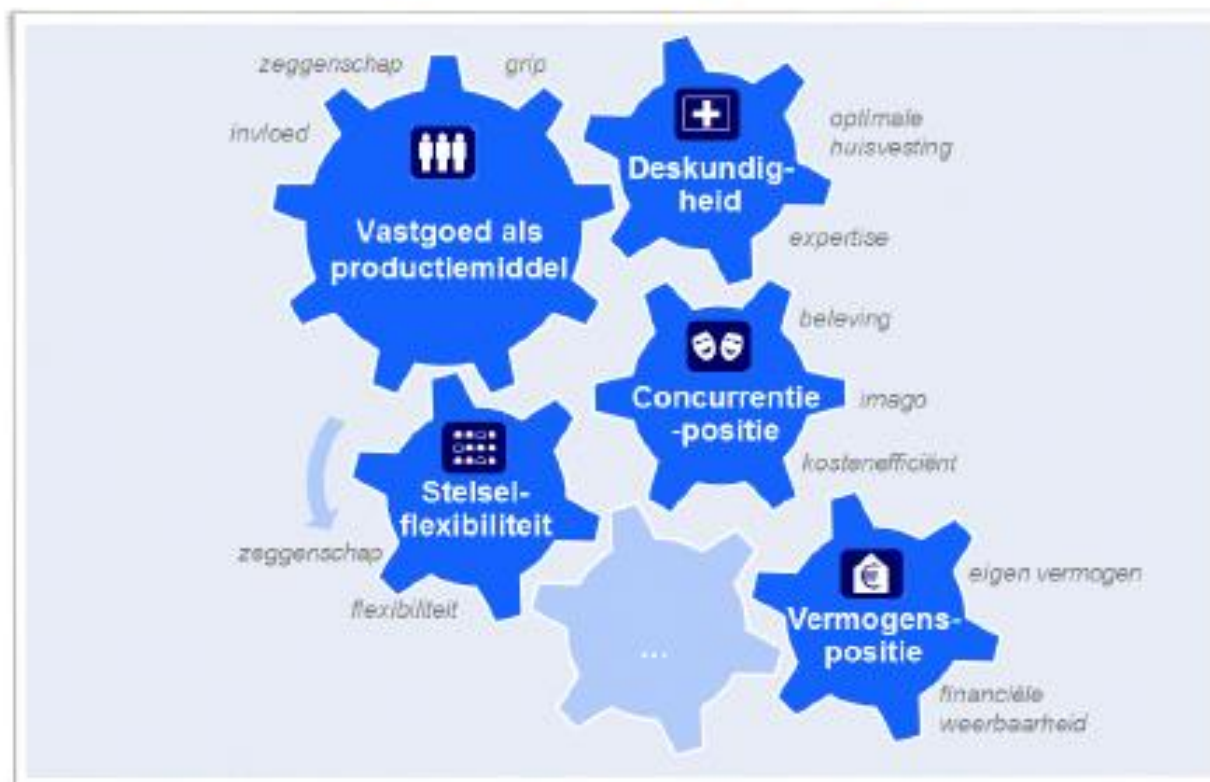 zeggenschap
grip
invloed
Vastgoed als
productiemiddel
Deskundig-
heid
optimale
huisvesting
expertise
beleving
Concurrentie
-positie
imago
kostenefficiënt
Stelsel-
flexibiliteit
zeggenschap
flexibiliteit
...
eigen vermogen
Vermogens-
positie
financiële
weerbaarheid